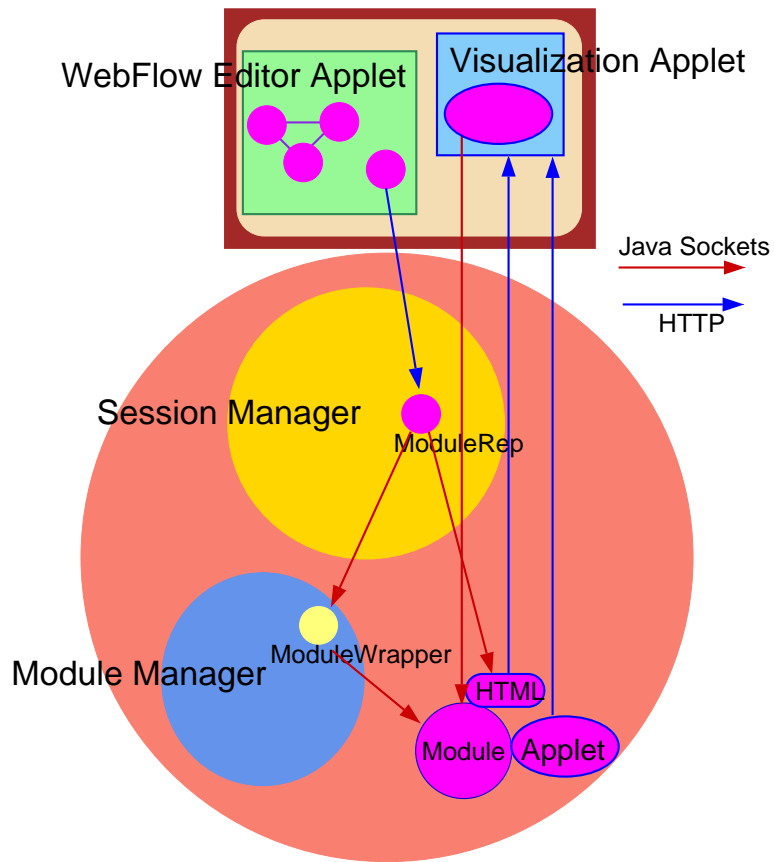 Visualization Applet
WebFlow Editor Applet
Java Sockets
HTTP
Session Manager
ModuleRep
ModuleWrapper
Module Manager
HTML
Module
Applet